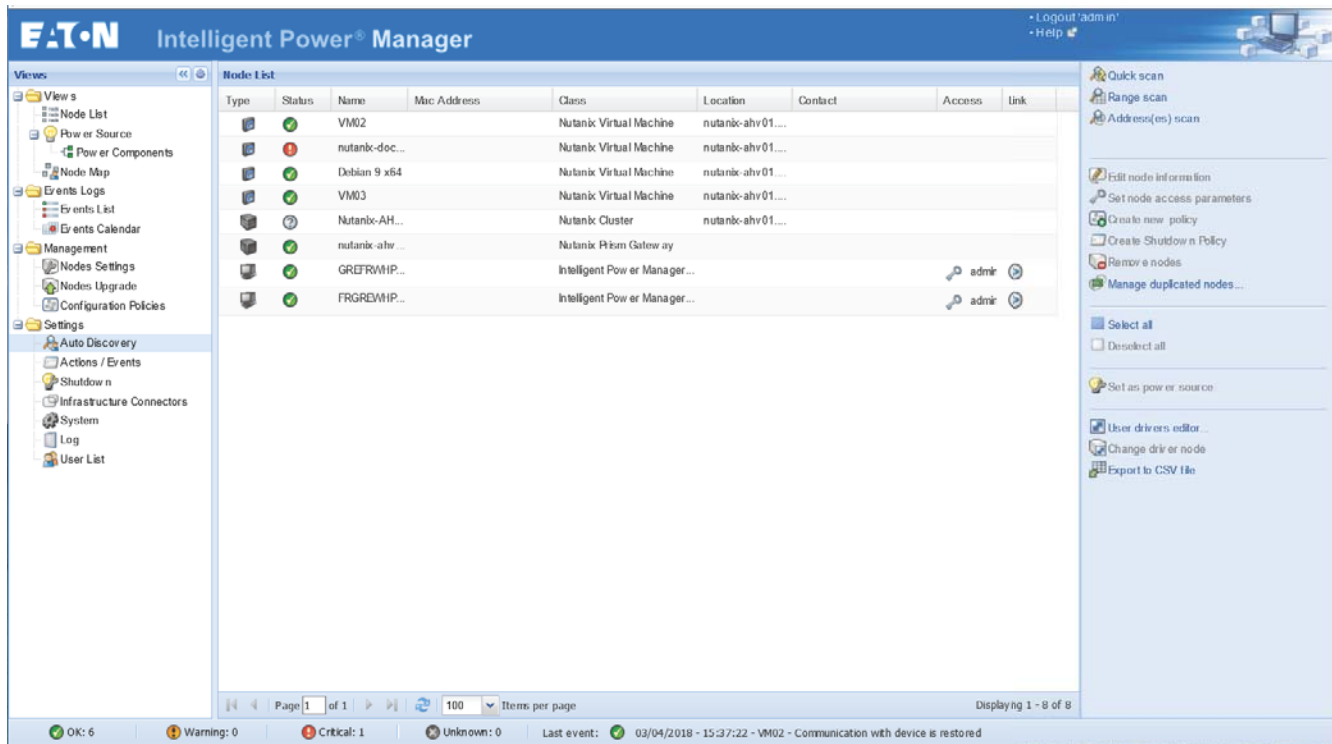 • Logout 'admin'
• Help
EATON Intelligent Power® Manager
Views
Views
Node List
Power Source
Power Components
Node Map
Events Logs
Events List
Events Calendar
Management
Nodes Settings
Nodes Upgrade
Configuration Policies
Settings
Auto Discovery
Actions / Events
Shutdown
Infrastructure Connectors
System
Log
User List
Node List
Type Status Name Mac Address Class Location Contact Access Link
VM02 Nutanix Virtual Machine nutanix-ahv01....
nutanix-doc... Nutanix Virtual Machine nutanix-ahv01....
Debian 9 x64 Nutanix Virtual Machine nutanix-ahv01....
VM03 Nutanix Virtual Machine nutanix-ahv01....
Nutanix-AH... Nutanix Cluster nutanix-ahv01....
nutanix-ahv... Nutanix Prism Gateway
GREFRWHP... Intelligent Power Manager... admin
FRGREWHP... Intelligent Power Manager... admin
Page 1 of 1 100 Items per page Displaying 1 - 8 of 8
Quick scan
Range scan
Address(es) scan
Edit node information
Set node access parameters
Create new policy
Create Shutdown Policy
Remove nodes
Manage duplicated nodes...
Select all
Deselect all
Set as power source
User drivers editor...
Change driver node
Export to CSV file
OK: 6 Warning: 0 Critical: 1 Unknown: 0 Last event: 03/04/2018 - 15:37:22 - VM02 - Communication with device is restored